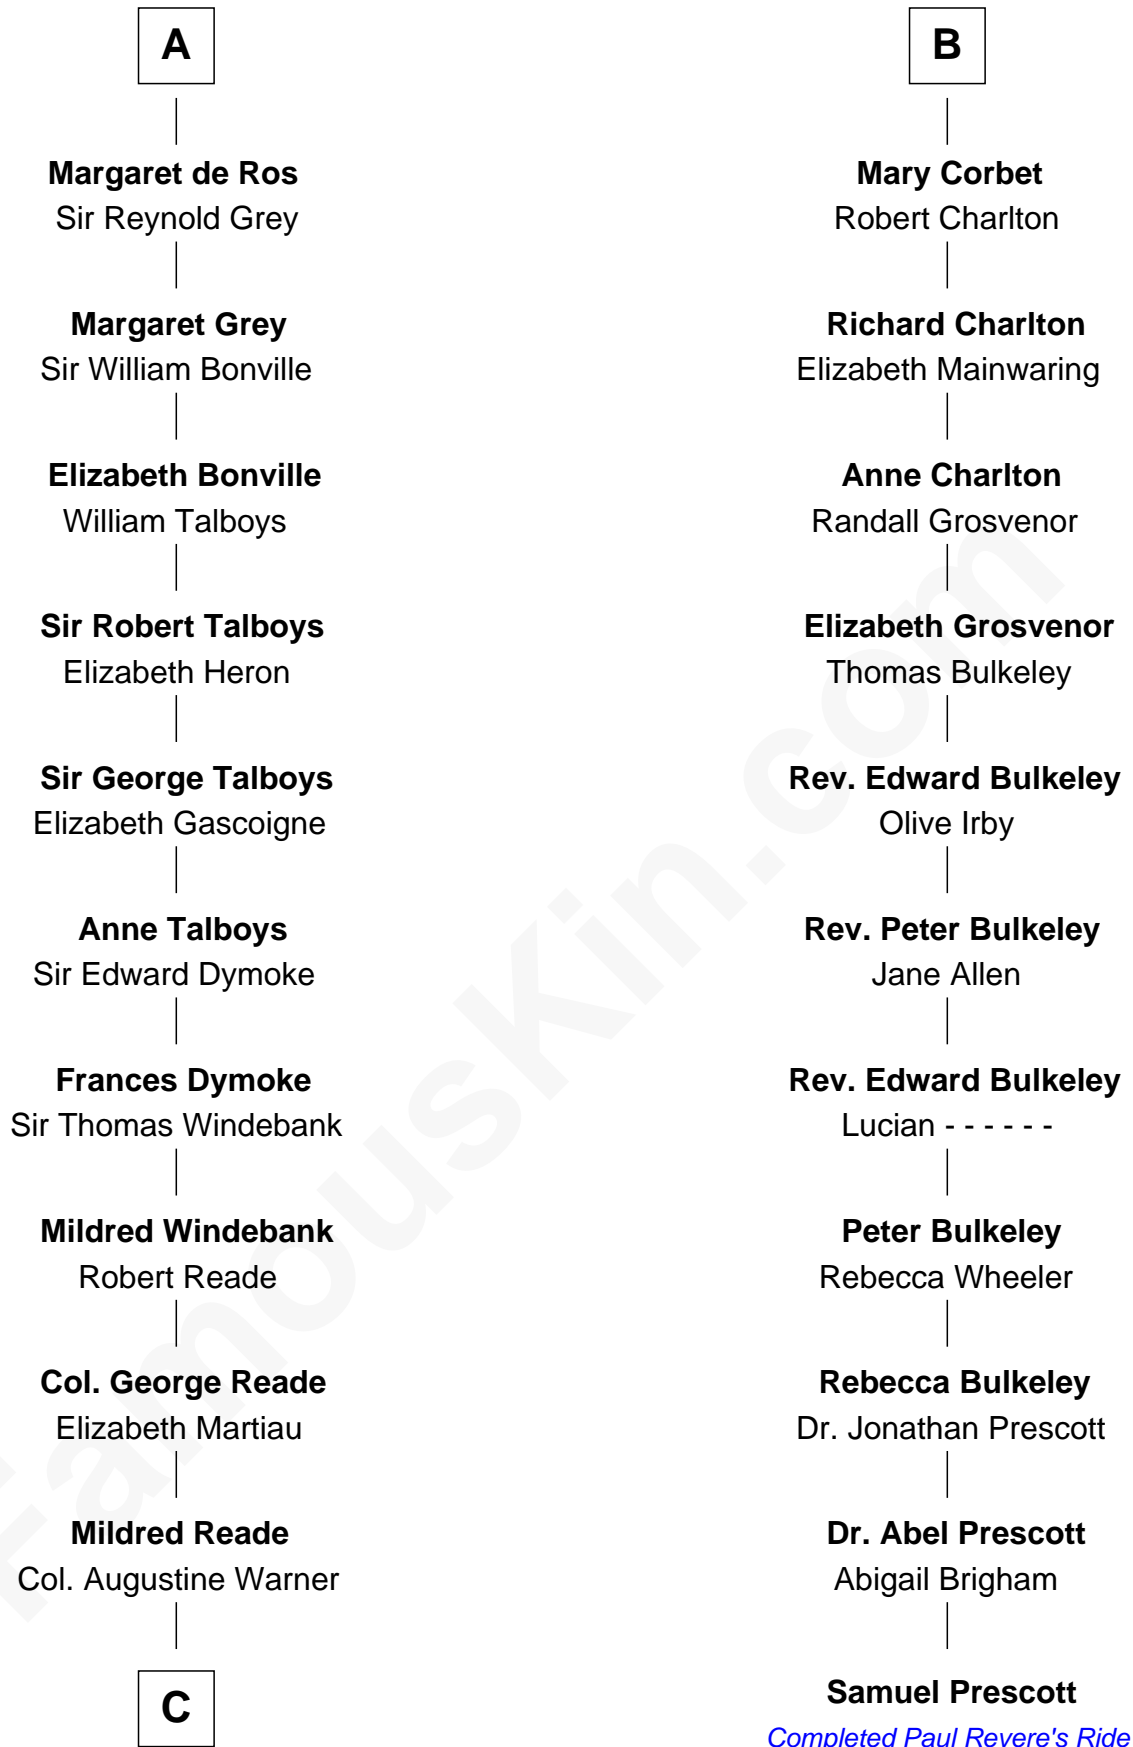 A
Margaret de Ros
Sir Reynold Grey
Margaret Grey
Sir William Bonville
Elizabeth Bonville
William Talboys
Sir Robert Talboys
Elizabeth Heron
Sir George Talboys
Elizabeth Gascoigne
Anne Talboys
Sir Edward Dymoke
Frances Dymoke
Sir Thomas Windebank
Mildred Windebank
Robert Reade
Col. George Reade
Elizabeth Martiau
Mildred Reade
Col. Augustine Warner
C
B
Mary Corbet
Robert Charlton
Richard Charlton
Elizabeth Mainwaring
Anne Charlton
Randall Grosvenor
Elizabeth Grosvenor
Thomas Bulkeley
Rev. Edward Bulkeley
Olive Irby
Rev. Peter Bulkeley
Jane Allen
Rev. Edward Bulkeley
Lucian - - - - - -
Peter Bulkeley
Rebecca Wheeler
Rebecca Bulkeley
Dr. Jonathan Prescott
Dr. Abel Prescott
Abigail Brigham
Samuel Prescott
Completed Paul Revere's Ride
FamousKin.com